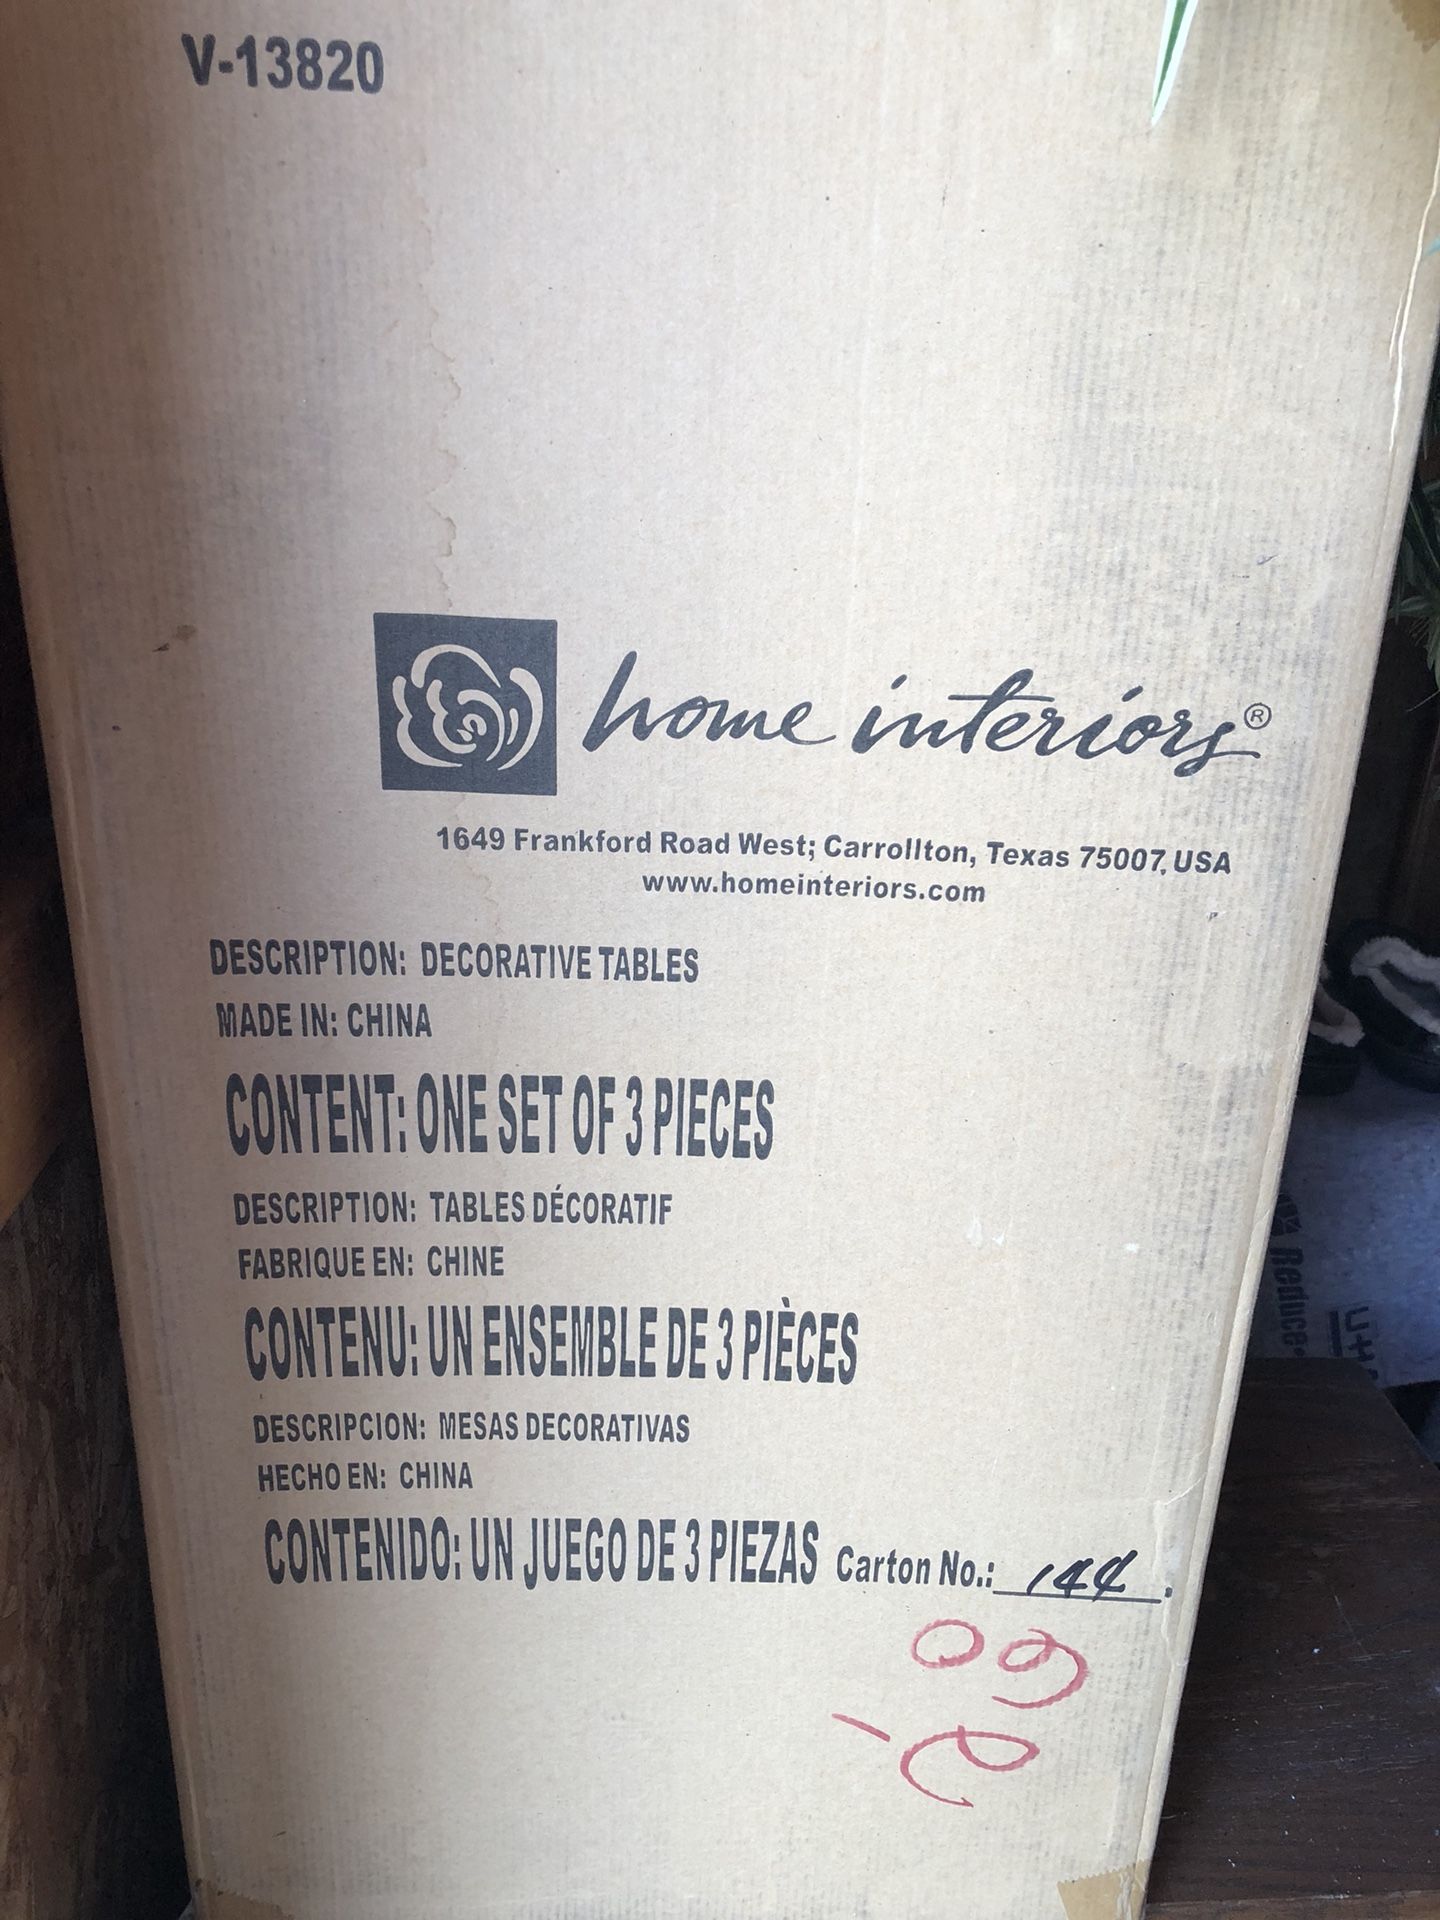 V-13820
home interiors®
1649 Frankford Road West; Carrollton, Texas 75007, USA
www.homeinteriors.com
DESCRIPTION: DECORATIVE TABLES
MADE IN: CHINA
CONTENT: ONE SET OF 3 PIECES
DESCRIPTION: TABLES DÉCORATIF
FABRIQUE EN: CHINE
CONTENU: UN ENSEMBLE DE 3 PIÈCES
DESCRIPCION: MESAS DECORATIVAS
HECHO EN: CHINA
CONTENIDO: UN JUEGO DE 3 PIEZAS Carton No.: 144.
Reduce